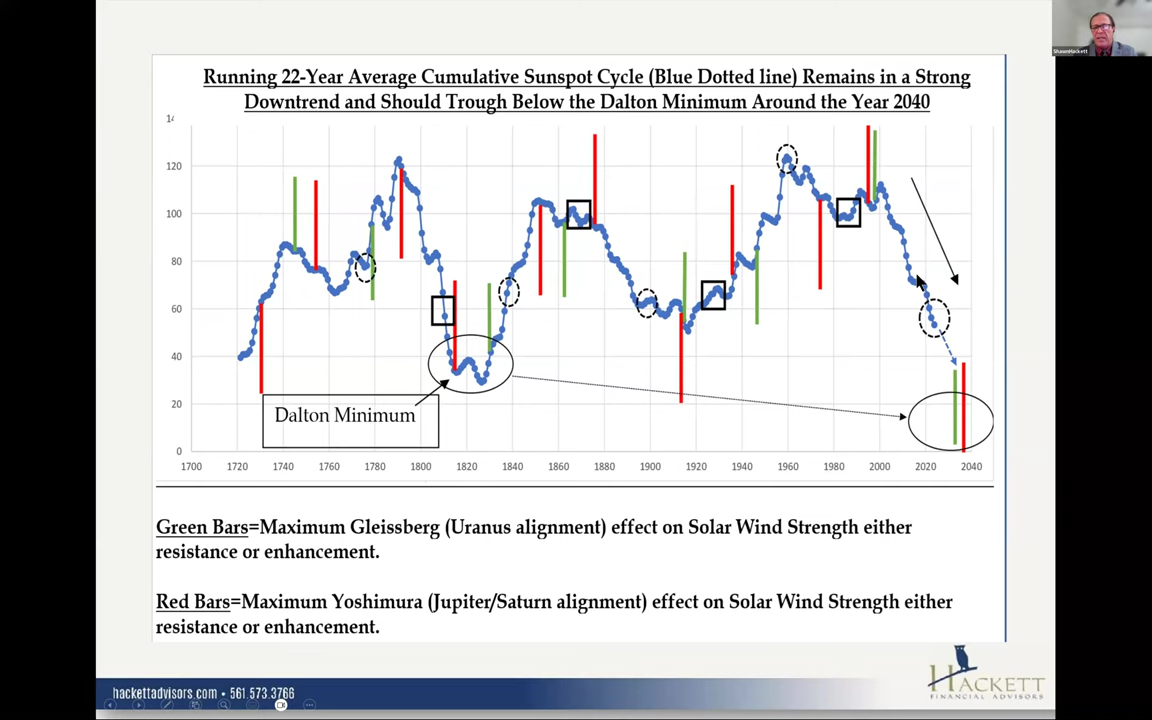 ShawnHackett
Running 22-Year Average Cumulative Sunspot Cycle (Blue Dotted line) Remains in a Strong
Downtrend and Should Trough Below the Dalton Minimum Around the Year 2040
14
120
100
80
60
40
20
0
Dalton Minimum
1700 1720 1740 1760 1780 1800 1820 1840 1860 1880 1900 1920 1940 1960 1980 2000 2020 2040
Green Bars=Maximum Gleissberg (Uranus alignment) effect on Solar Wind Strength either
resistance or enhancement.
Red Bars=Maximum Yoshimura (Jupiter/Saturn alignment) effect on Solar Wind Strength either
resistance or enhancement.
hackettadvisors.com • 561.573.3766
HACKETT
FINANCIAL ADVISORS